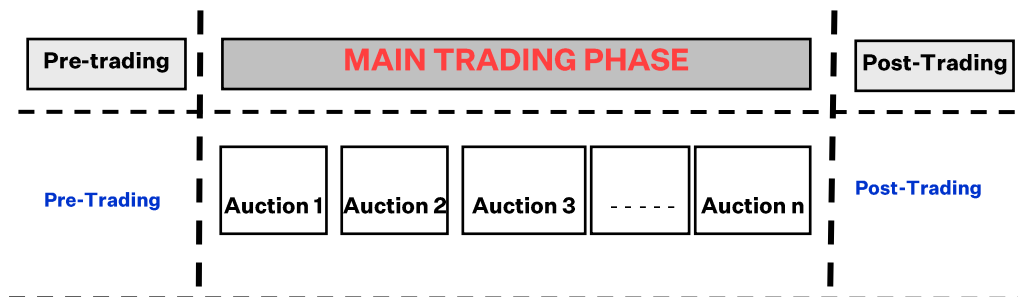 Pre-trading
MAIN TRADING PHASE
Post-Trading
Pre-Trading
Auction 1
Auction 2
Auction 3
- - - - -
Auction n
Post-Trading